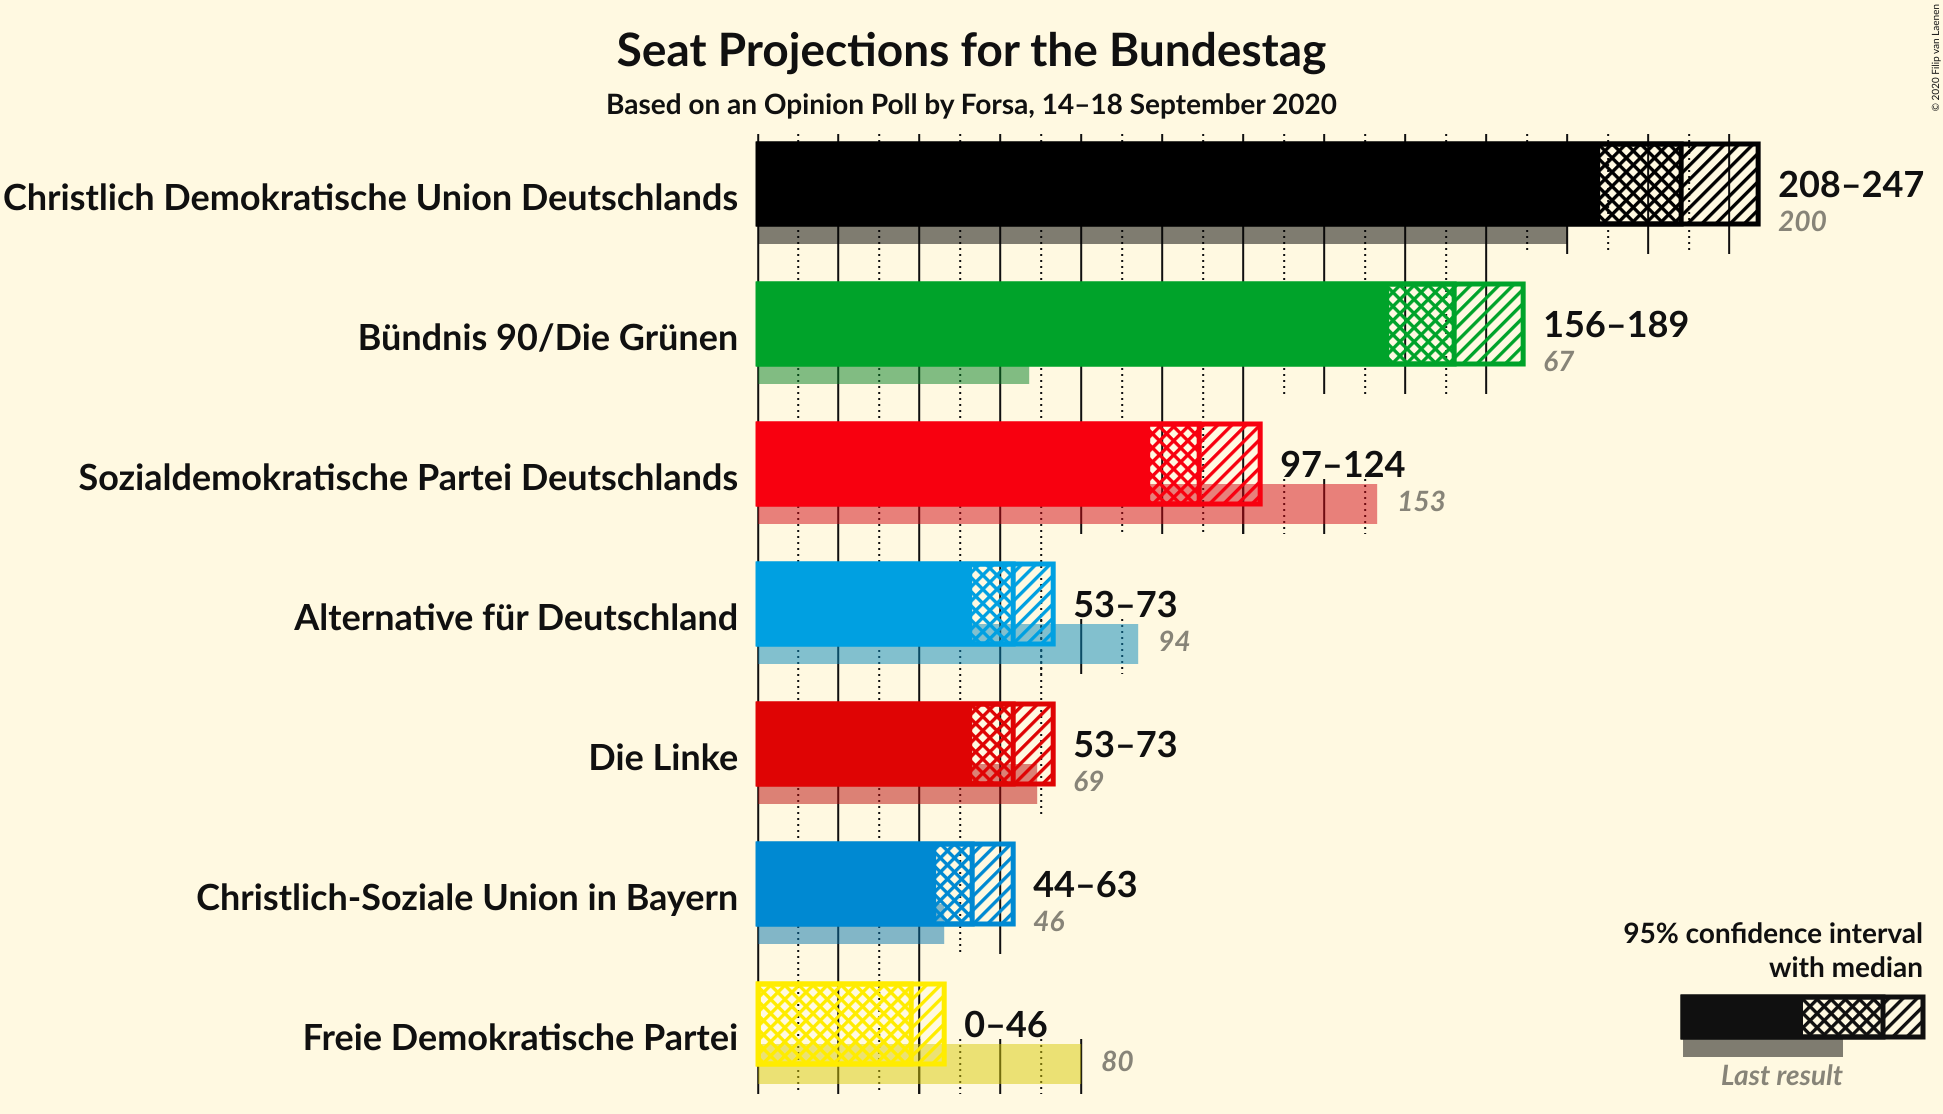 Seat Projections for the Bundestag
Based on an Opinion Poll by Forsa, 14–18 September 2020
© 2020 Filip van Laenen
Christlich Demokratische Union Deutschlands
208–247
200
Bündnis 90/Die Grünen
156–189
67
Sozialdemokratische Partei Deutschlands
97–124
153
Alternative für Deutschland
53–73
94
Die Linke
53–73
69
Christlich-Soziale Union in Bayern
44–63
46
Freie Demokratische Partei
0–46
80
95% confidence interval
with median
Last result